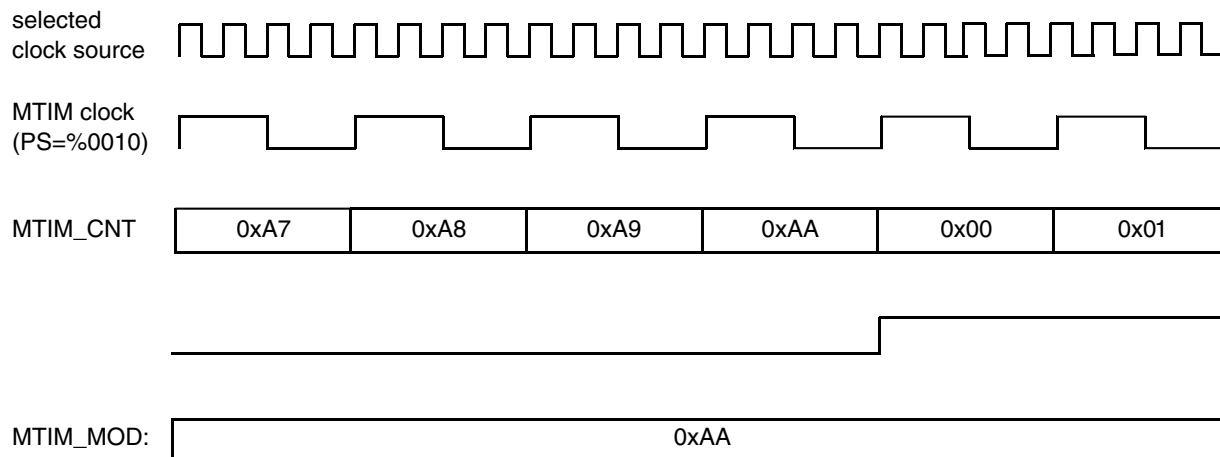 selected
clock source
MTIM clock
(PS=%0010)
MTIM_CNT
0xA7
0xA8
0xA9
0xAA
0x00
0x01
MTIM_MOD:
0xAA